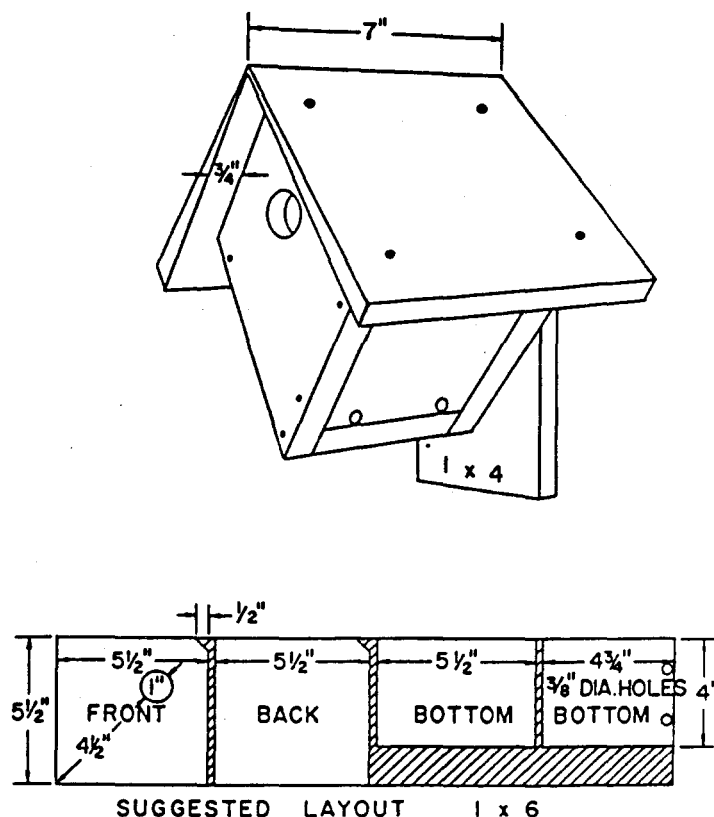 7"
3/4"
1 x 4
1/2"
5 1/2" 5 1/2" 5 1/2" 4 3/4"
1" 3/8" DIA. HOLES 4"
5 1/2" FRONT BACK BOTTOM BOTTOM
4 1/2"
SUGGESTED LAYOUT 1 x 6